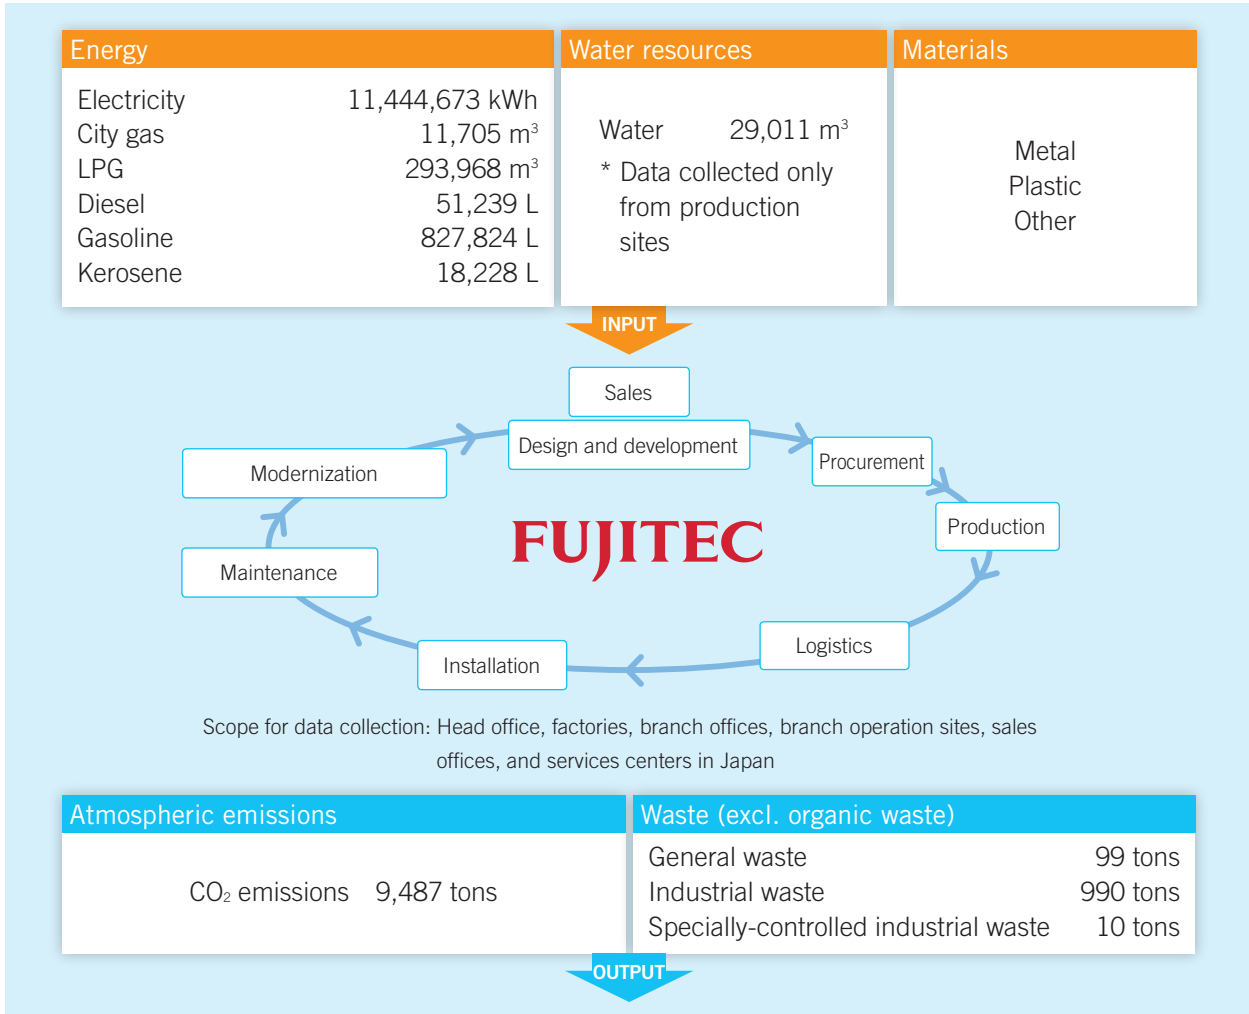 Energy
Electricity 11,444,673 kWh
City gas 11,705 m³
LPG 293,968 m³
Diesel 51,239 L
Gasoline 827,824 L
Kerosene 18,228 L
Water resources
Water 29,011 m³
* Data collected only
from production
sites
Materials
Metal
Plastic
Other
INPUT
Sales
Design and development
Procurement
Production
Logistics
Installation
Maintenance
Modernization
FUJITEC
Scope for data collection: Head office, factories, branch offices, branch operation sites, sales
offices, and services centers in Japan
Atmospheric emissions
CO₂ emissions 9,487 tons
Waste (excl. organic waste)
General waste 99 tons
Industrial waste 990 tons
Specially-controlled industrial waste 10 tons
OUTPUT